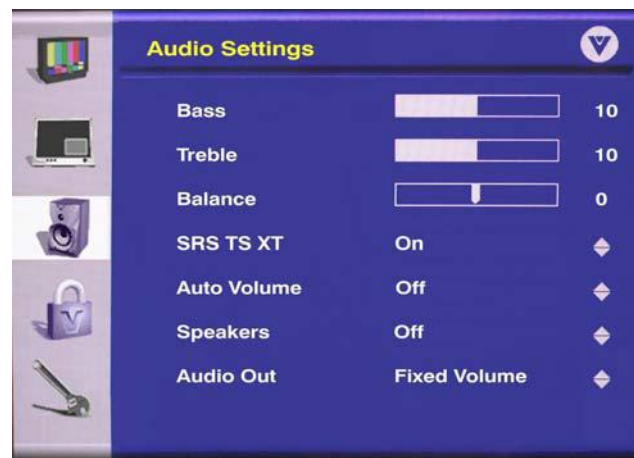 Audio Settings
Bass 10
Treble 10
Balance 0
SRS TS XT On
Auto Volume Off
Speakers Off
Audio Out Fixed Volume